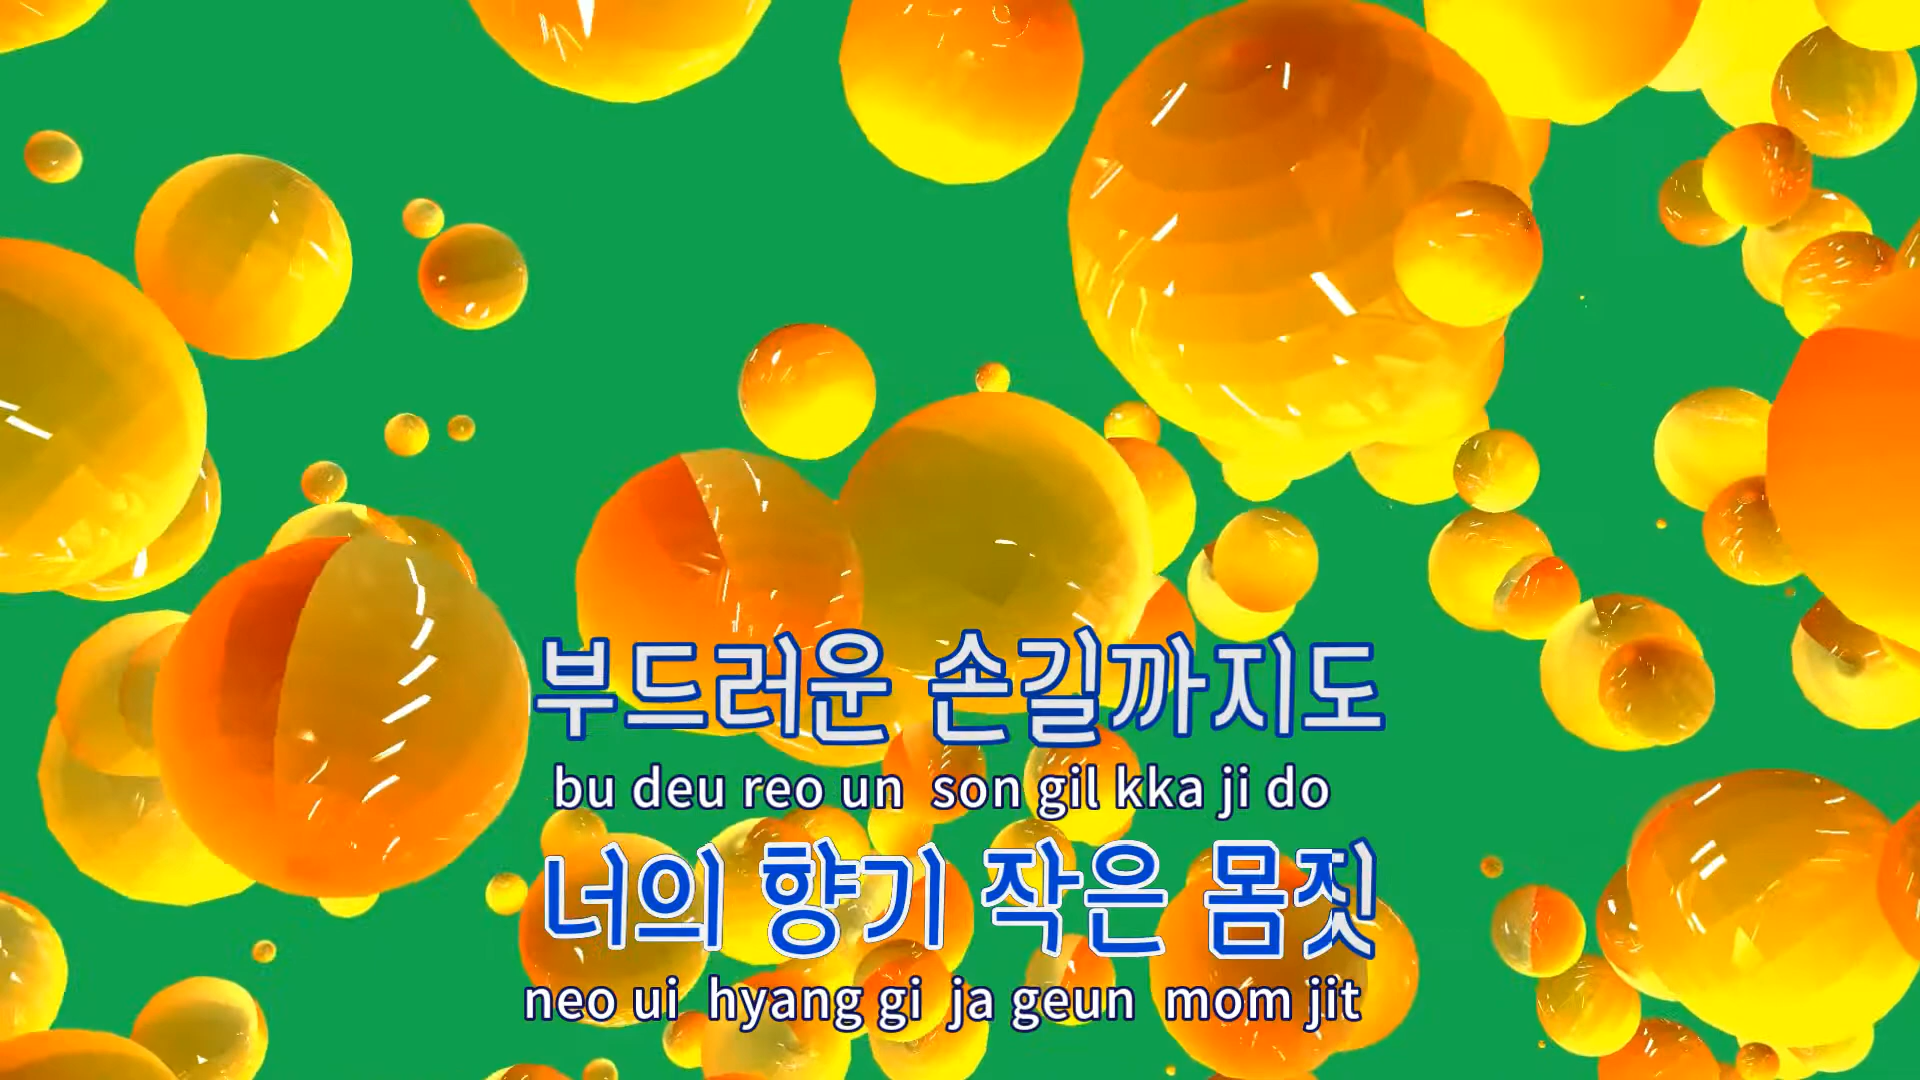 부드러운 손길까지도
bu deu reo un son gil kka ji do
너의 향기 작은 몸짓
neo ui hyang gi ja geun mom jit